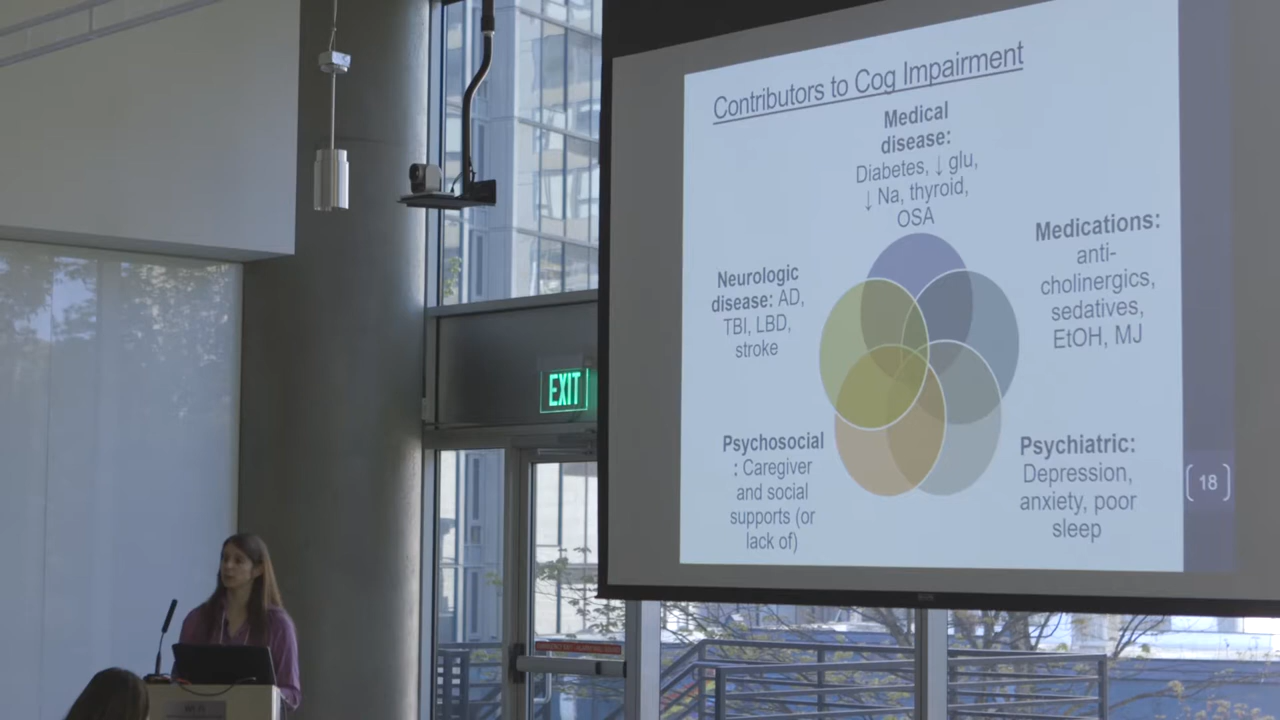 Contributors to Cog Impairment
Medical
disease:
Diabetes, ↓ glu,
↓ Na, thyroid,
OSA
Medications:
anti-
cholinergics,
sedatives,
EtOH, MJ
Neurologic
disease: AD,
TBI, LBD,
stroke
Psychosocial
: Caregiver
and social
supports (or
lack of)
Psychiatric:
Depression,
anxiety, poor
sleep
18
EXIT